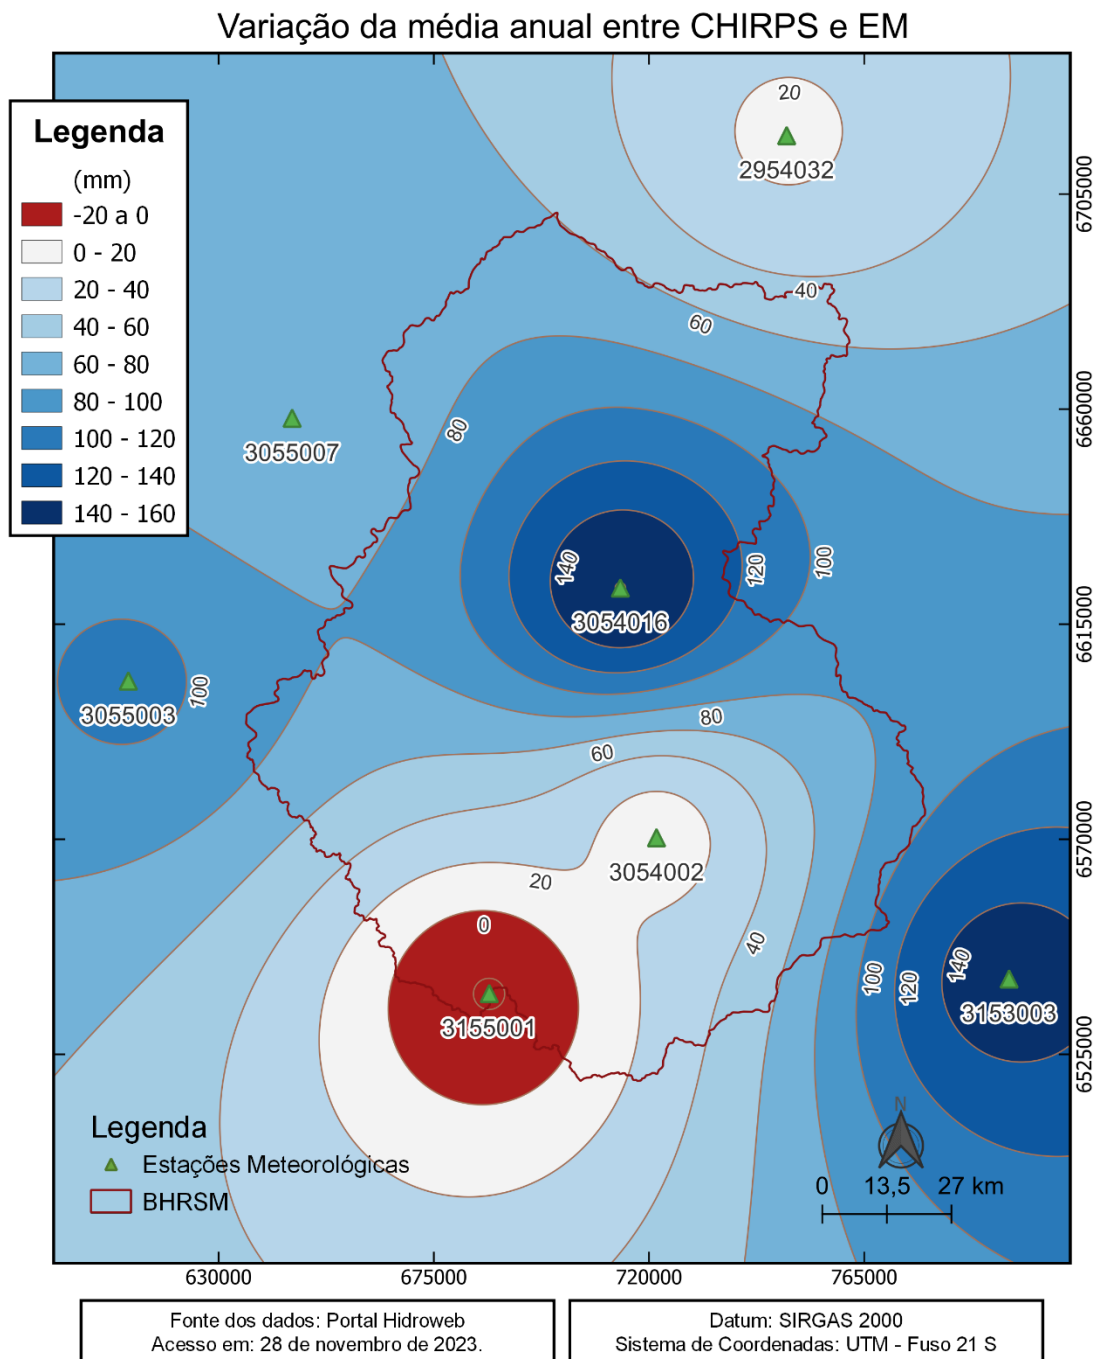 Variação da média anual entre CHIRPS e EM
Legenda
(mm)
-20 a 0
0 - 20
20 - 40
40 - 60
60 - 80
80 - 100
100 - 120
120 - 140
140 - 160
20
2954032
6705000
40
60
80
3055007
6660000
140
120
100
3054016
6615000
100
3055003
80
60
6570000
3054002
20
0
40
100
120
140
3155001
3153003
6525000
Legenda
Estações Meteorológicas
BHRSM
N
0 13,5 27 km
630000 675000 720000 765000
Fonte dos dados: Portal Hidroweb
Acesso em: 28 de novembro de 2023.
Datum: SIRGAS 2000
Sistema de Coordenadas: UTM - Fuso 21 S